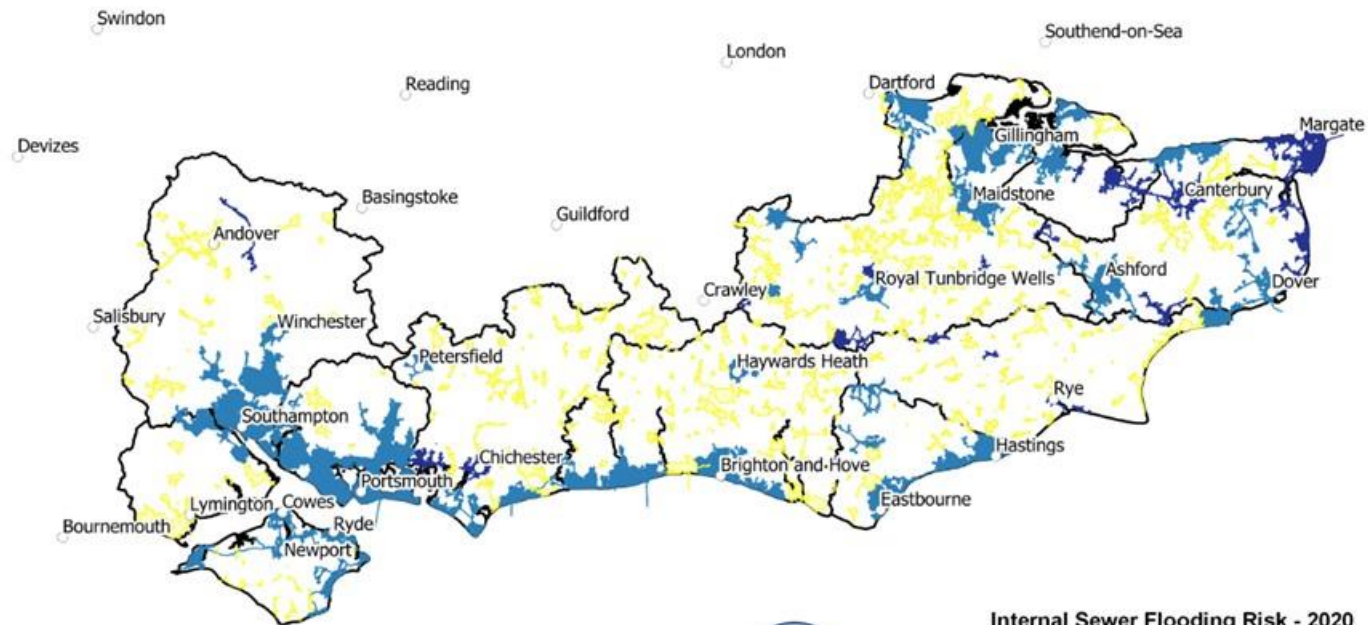 Swindon
Southend-on-Sea
London
Reading
Dartford
Gillingham
Margate
Devizes
Maidstone
Canterbury
Basingstoke
Guildford
Andover
Royal Tunbridge Wells
Ashford
Dover
Crawley
Salisbury
Winchester
Petersfield
Haywards Heath
Rye
Southampton
Hastings
Chichester
Brighton and Hove
Portsmouth
Eastbourne
Lymington
Cowes
Bournemouth
Ryde
Newport
Internal Sewer Flooding Risk - 2020